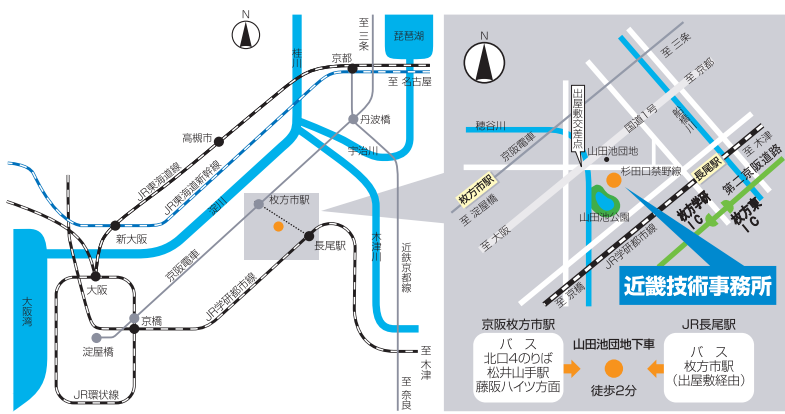 N
至三条
琵琶湖
桂川
京都
至 名古屋
高槻市
丹波橋
宇治川
JR東海道線
JR東海道新幹線
淀川
枚方市駅
新大阪
長尾駅
木津川
近鉄京都線
京阪電車
大阪
JR学研都市線
大阪湾
京橋
淀屋橋
至 木津
JR環状線
至 奈良
N
至 三条
至 京都
出屋敷交差点
国道1号
船橋川
穂谷川
京阪電車
山田池団地
至 木津
杉田口禁野線
長尾駅
第二京阪道路
枚方市駅
至 淀屋橋
山田池公園
枚方学研IC
枚方東IC
至 大阪
JR学研都市線
至 京橋
近畿技術事務所
京阪枚方市駅
JR長尾駅
バス
北口4のりば
松井山手駅
藤阪ハイツ方面
山田池団地下車
徒歩2分
バス
枚方市駅
(出屋敷経由)